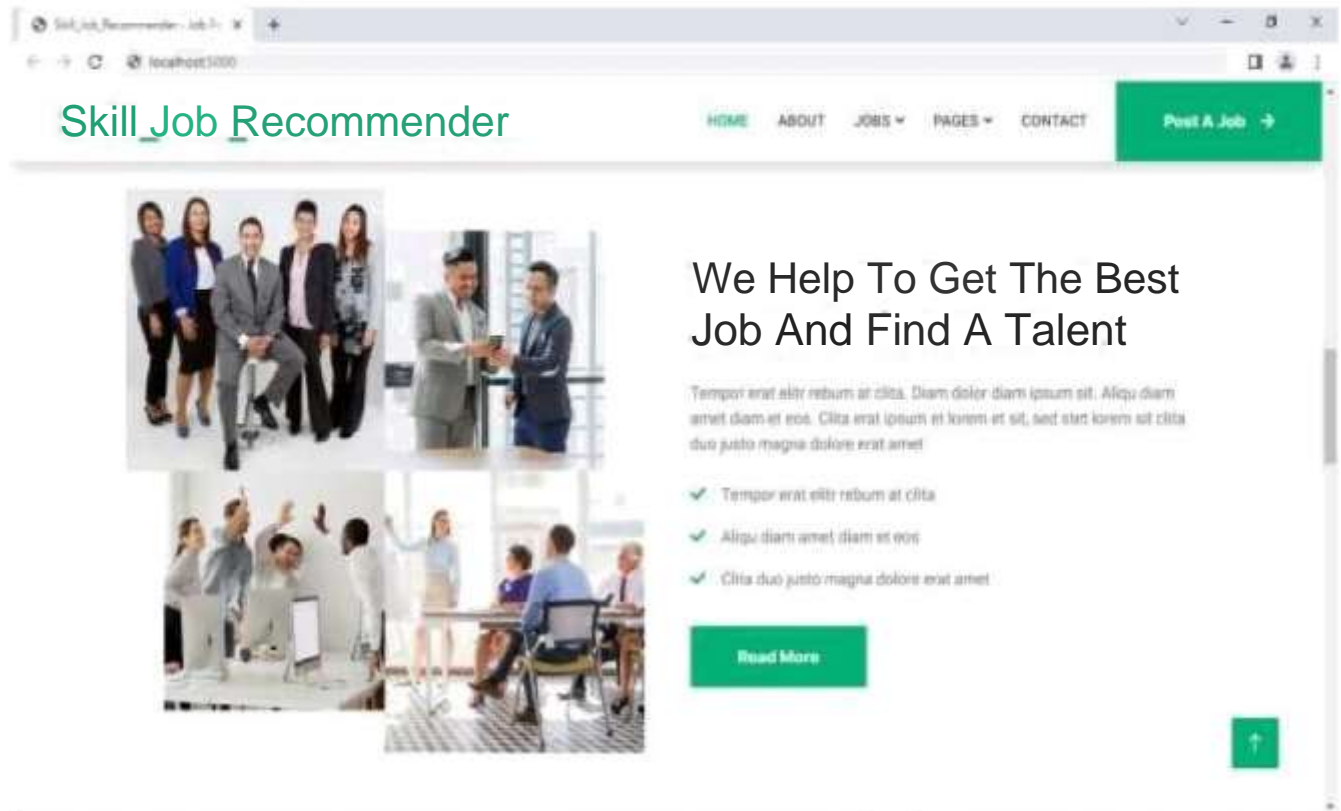 Skill_Job_Recommender - Job P
localhost:5000
Skill_Job_Recommender
HOME ABOUT JOBS PAGES CONTACT Post A Job
We Help To Get The Best
Job And Find A Talent
Tempor erat elitr rebum at clita. Diam dolor diam ipsum sit. Aliqu diam
amet diam et eos. Clita erat ipsum et lorem et sit, sed stet lorem sit clita
duo justo magna dolore erat amet
Tempor erat elitr rebum at clita
Aliqu diam amet diam et eos
Clita duo justo magna dolore erat amet
Read More